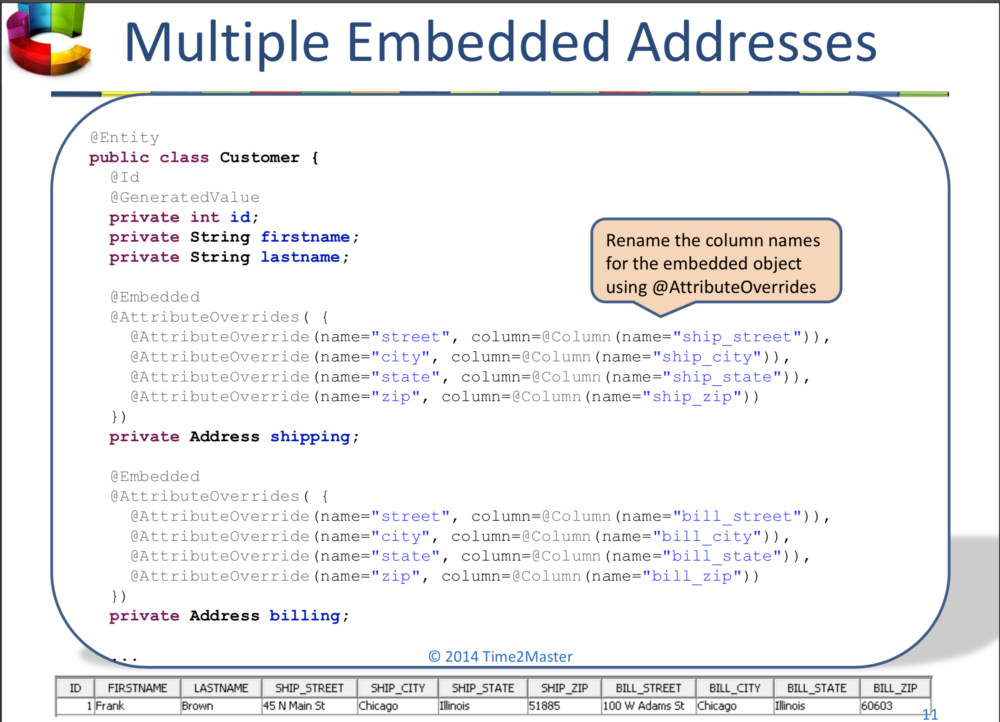 Multiple Embedded Addresses
@Entity
public class Customer {
@Id
@GeneratedValue
private int id;
private String firstname;
private String lastname;
Rename the column names
for the embedded object
using @AttributeOverrides
@Embedded
@AttributeOverrides( {
@AttributeOverride(name="street", column=@Column(name="ship_street")),
@AttributeOverride(name="city", column=@Column(name="ship_city")),
@AttributeOverride(name="state", column=@Column(name="ship_state")),
@AttributeOverride(name="zip", column=@Column(name="ship_zip"))
})
private Address shipping;
@Embedded
@AttributeOverrides( {
@AttributeOverride(name="street", column=@Column(name="bill_street")),
@AttributeOverride(name="city", column=@Column(name="bill_city")),
@AttributeOverride(name="state", column=@Column(name="bill_state")),
@AttributeOverride(name="zip", column=@Column(name="bill_zip"))
})
private Address billing;
...
© 2014 Time2Master
ID FIRSTNAME LASTNAME SHIP_STREET SHIP_CITY SHIP_STATE SHIP_ZIP BILL_STREET BILL_CITY BILL_STATE BILL_ZIP
1 Frank Brown 45 N Main St Chicago Illinois 51885 100 W Adams St Chicago Illinois 60603
11